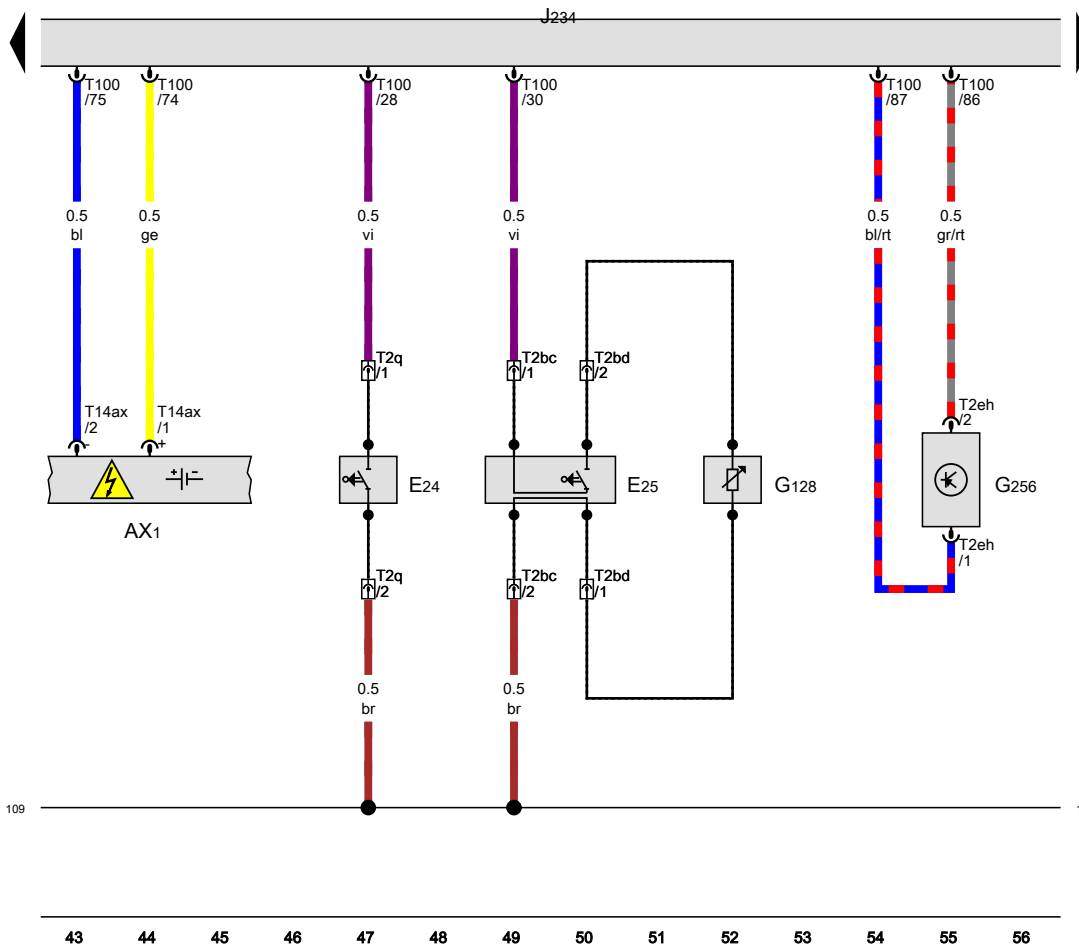 J234
T100
/75
T100
/74
T100
/28
T100
/30
T100
/87
T100
/86
0.5
bl
0.5
ge
0.5
vi
0.5
vi
0.5
bl/rt
0.5
gr/rt
T2q
/1
T2bc
/1
T2bd
/2
T14ax
/2
T14ax
/1
T2eh
/2
-
+
+ -
E24
E25
G128
G256
AX1
T2eh
/1
T2q
/2
T2bc
/2
T2bd
/1
0.5
br
0.5
br
109
43 44 45 46 47 48 49 50 51 52 53 54 55 56